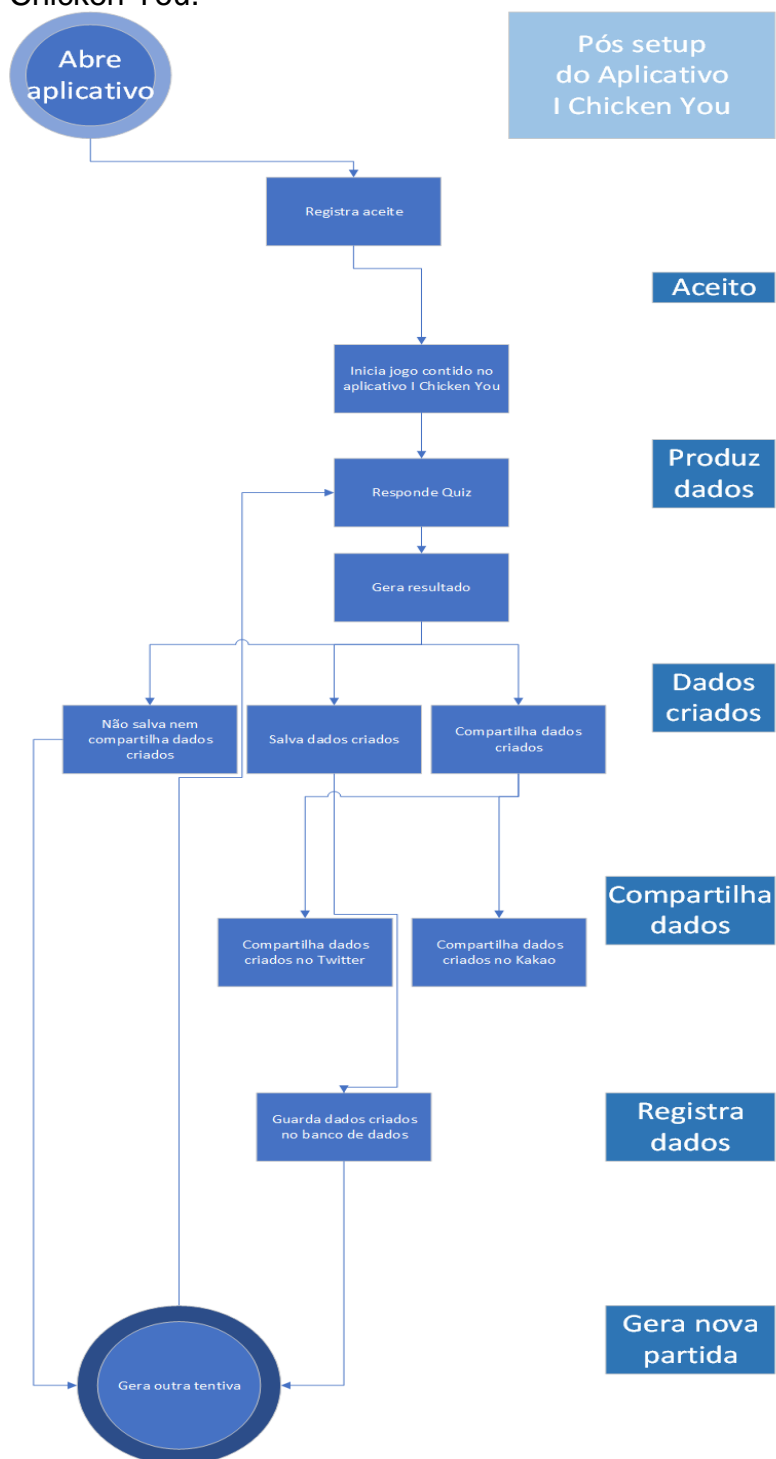 Chicken You.
Abre
aplicativo
Pós setup
do Aplicativo
I Chicken You
Registra aceite
Aceito
Inicia jogo contido no
aplicativo I Chicken You
Produz
dados
Responde Quiz
Gera resultado
Dados
criados
Não salva nem
compartilha dados
criados
Salva dados criados
Compartilha dados
criados
Compartilha
dados
Compartilha dados
criados no Twitter
Compartilha dados
criados no Kakao
Registra
dados
Guarda dados criados
no banco de dados
Gera nova
partida
Gera outra tentiva